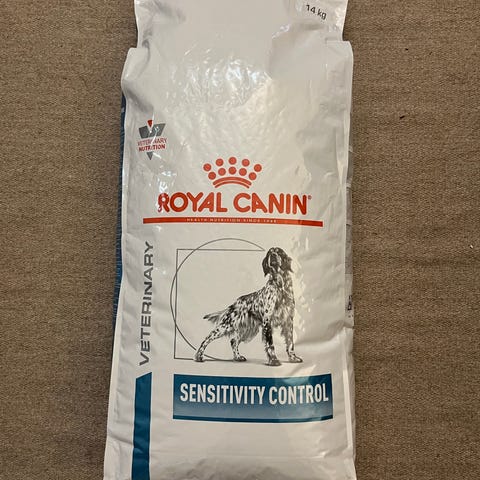 14 kg
VETERINARY
NUTRITION
ROYAL CANIN
HEALTH NUTRITION SINCE 1968
VETERINARY
SENSITIVITY CONTROL